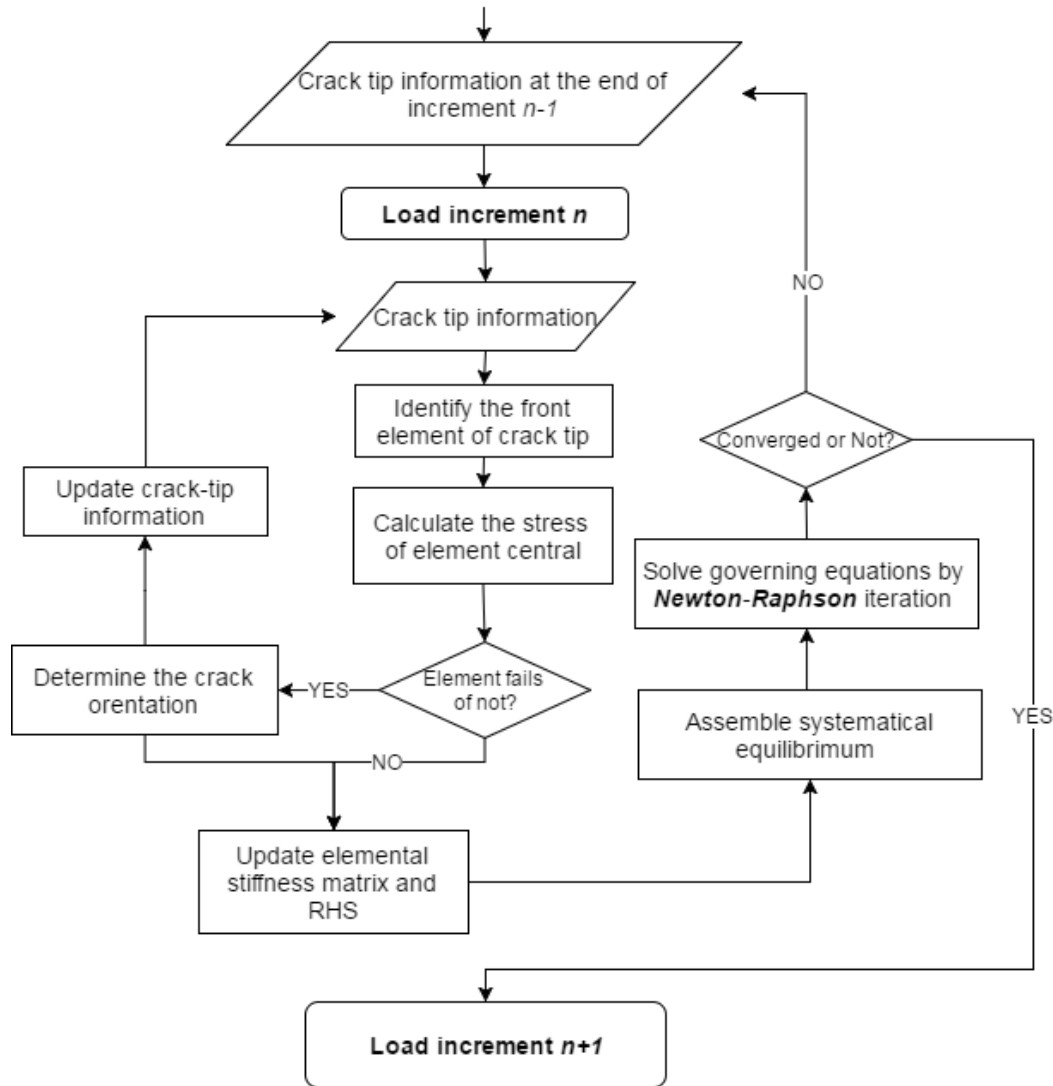 Crack tip information at the end of
increment n-1
Load increment n
Crack tip information
Identify the front
element of crack tip
Calculate the stress
of element central
Element fails
of not?
YES
NO
Determine the crack
orentation
Update crack-tip
information
Update elemental
stiffness matrix and
RHS
Assemble systematical
equilibrimum
Solve governing equations by
Newton-Raphson iteration
Converged or Not?
NO
YES
Load increment n+1